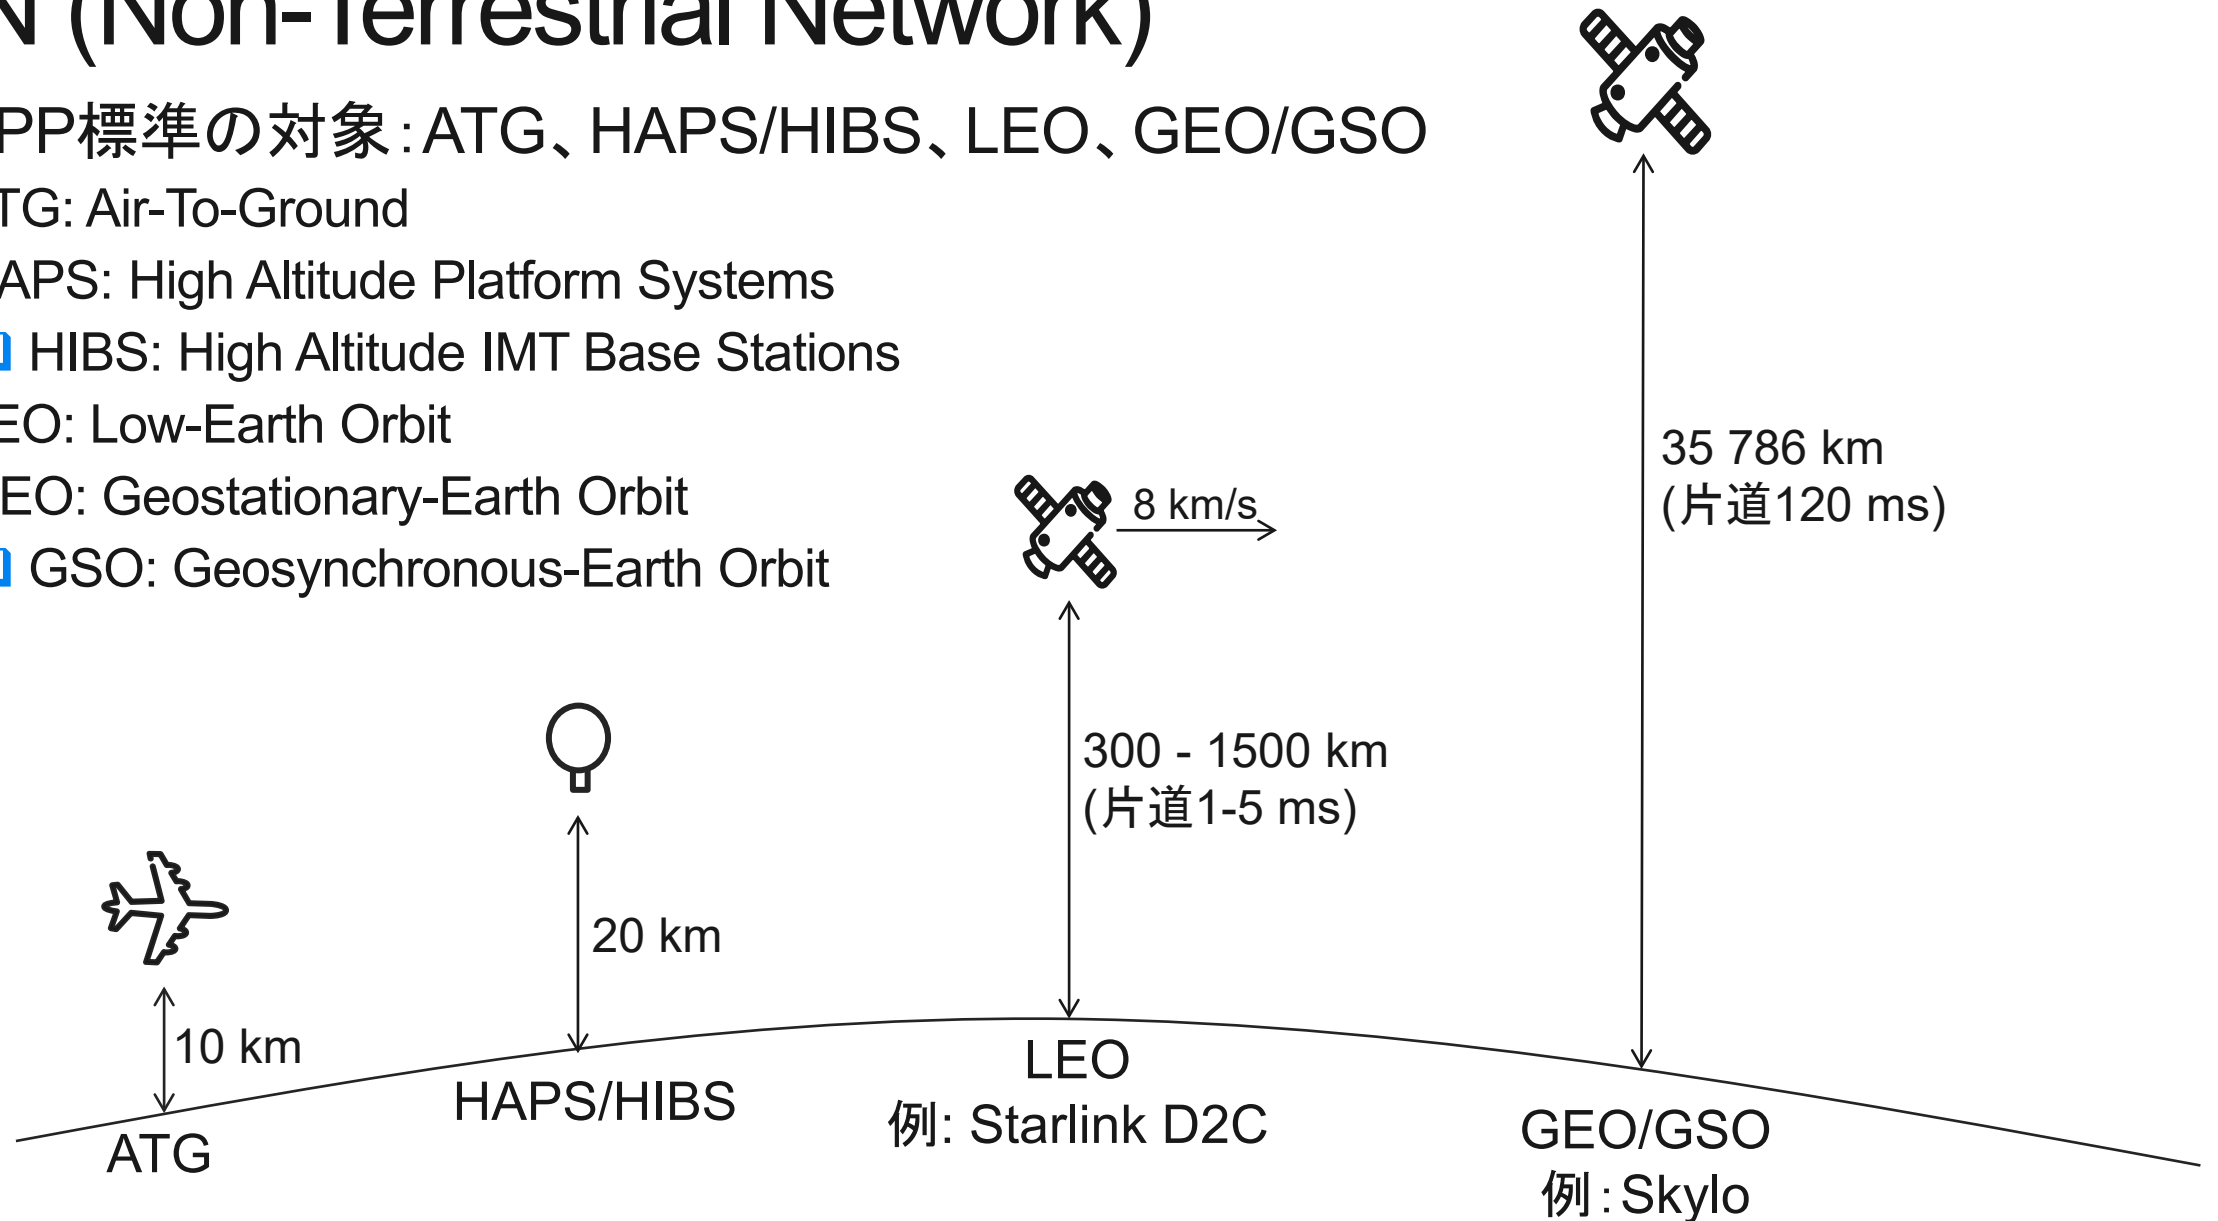 N (Non-Terrestrial Network)
PP標準の対象：ATG、HAPS/HIBS、LEO、GEO/GSO
TG: Air-To-Ground
APS: High Altitude Platform Systems
HIBS: High Altitude IMT Base Stations
EO: Low-Earth Orbit
EO: Geostationary-Earth Orbit
GSO: Geosynchronous-Earth Orbit
35 786 km
(片道120 ms)
8 km/s
300 - 1500 km
(片道1-5 ms)
20 km
10 km
ATG
HAPS/HIBS
LEO
例: Starlink D2C
GEO/GSO
例：Skylo